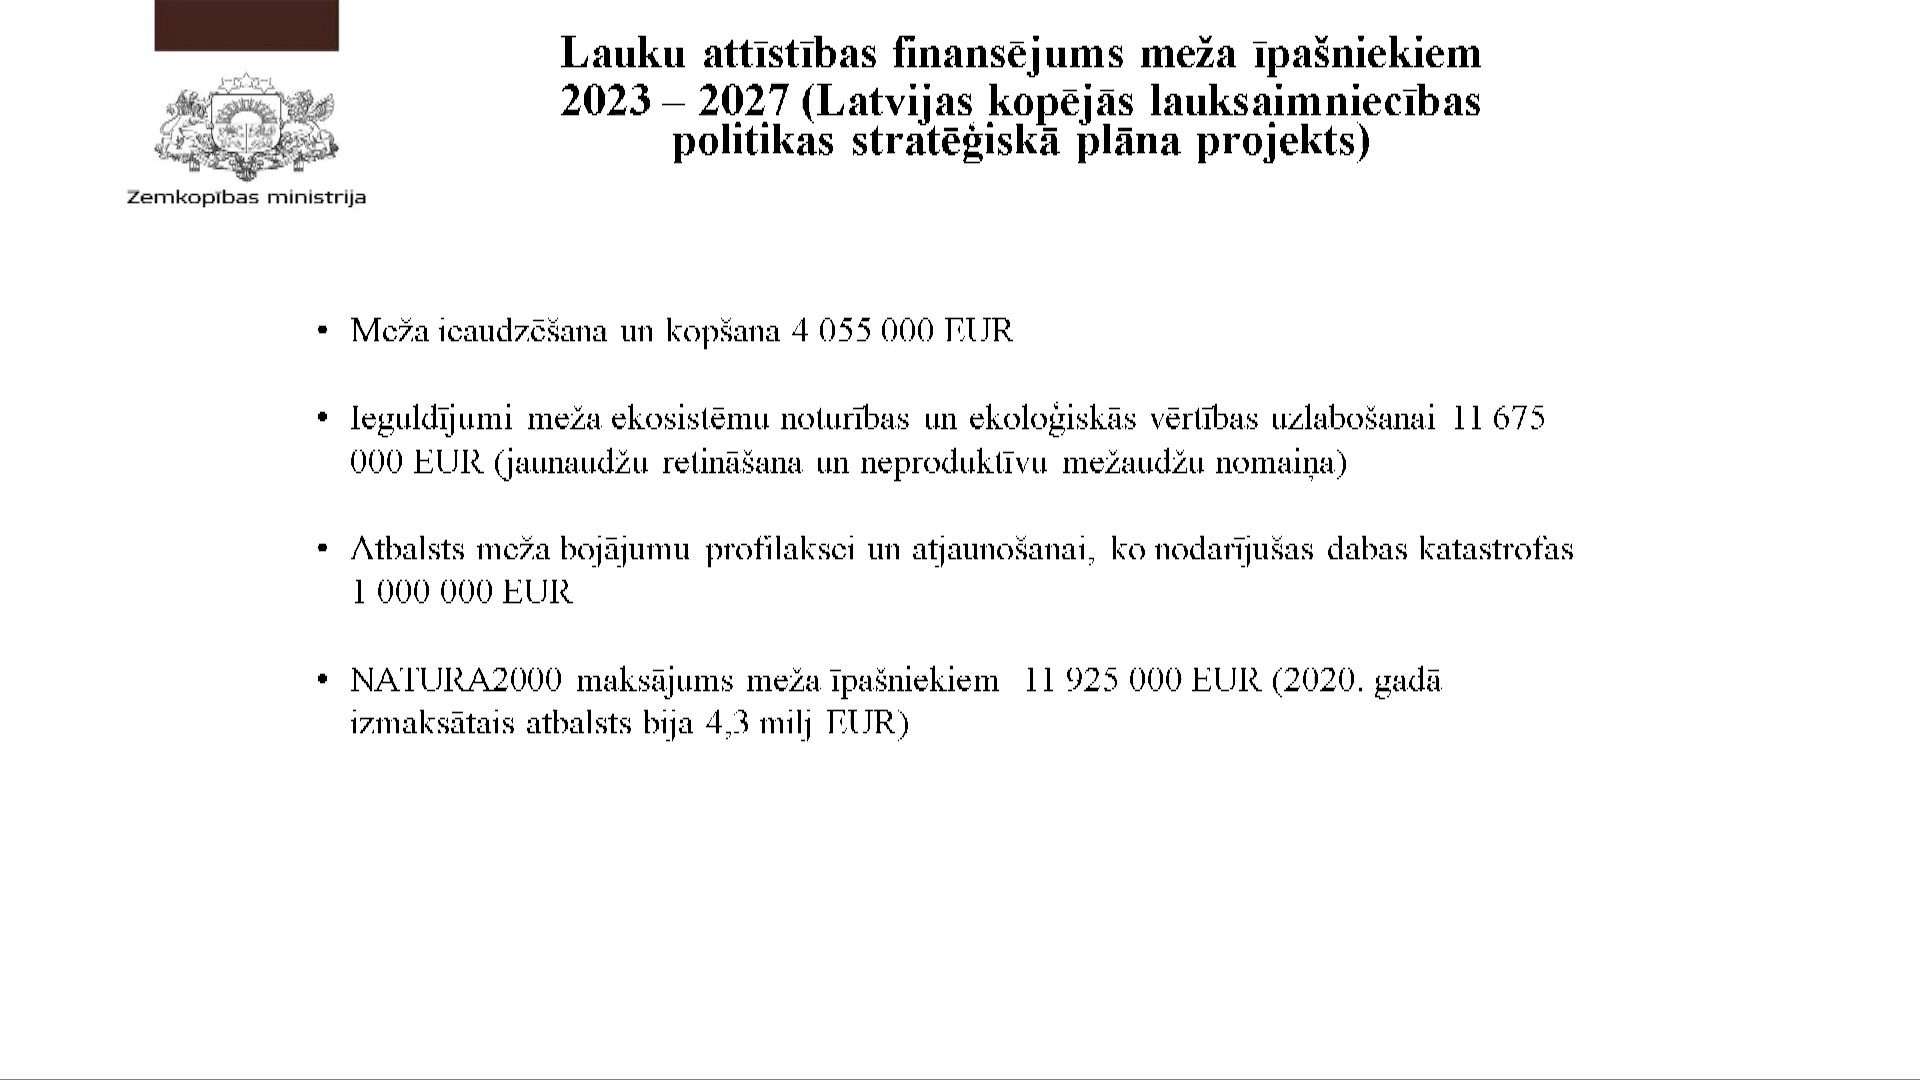 Lauku attīstības finansējums meža īpašniekiem
2023 – 2027 (Latvijas kopējās lauksaimniecības
politikas stratēģiskā plāna projekts)
Zemkopības ministrija
• Meža ieaudzēšana un kopšana 4 055 000 EUR
• Ieguldījumi meža ekosistēmu noturības un ekoloģiskās vērtības uzlabošanai 11 675
000 EUR (jaunaudžu retināšana un neproduktīvu mežaudžu nomaiņa)
• Atbalsts meža bojājumu profilaksei un atjaunošanai, ko nodarījušas dabas katastrofas
1 000 000 EUR
• NATURA2000 maksājums meža īpašniekiem 11 925 000 EUR (2020. gadā
izmaksātais atbalsts bija 4,3 milj EUR)